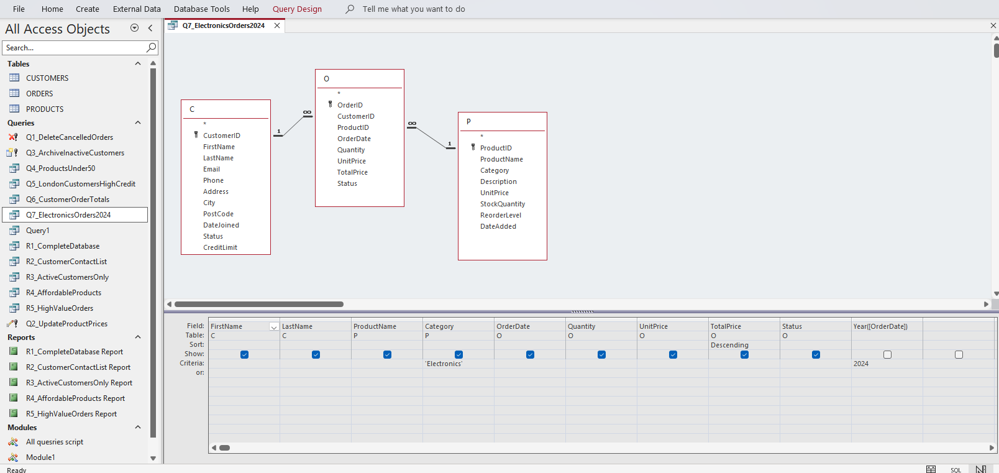 File Home Create External Data Database Tools Help Query Design Tell me what you want to do
All Access Objects
Search...
Tables
CUSTOMERS
ORDERS
PRODUCTS
Queries
Q1_DeleteCancelledOrders
Q3_ArchiveInactiveCustomers
Q4_ProductsUnder50
Q5_LondonCustomersHighCredit
Q6_CustomerOrderTotals
Q7_ElectronicsOrders2024
Query1
R1_CompleteDatabase
R2_CustomerContactList
R3_ActiveCustomersOnly
R4_AffordableProducts
R5_HighValueOrders
Q2_UpdateProductPrices
Reports
R1_CompleteDatabase Report
R2_CustomerContactList Report
R3_ActiveCustomersOnly Report
R4_AffordableProducts Report
R5_HighValueOrders Report
Modules
All quesries script
Module1
Q7_ElectronicsOrders2024
C
*
CustomerID
FirstName
LastName
Email
Phone
Address
City
PostCode
DateJoined
Status
CreditLimit
1 ∞
O
*
OrderID
CustomerID
ProductID
OrderDate
Quantity
UnitPrice
TotalPrice
Status
∞ 1
P
*
ProductID
ProductName
Category
Description
UnitPrice
StockQuantity
ReorderLevel
DateAdded
Field: FirstName LastName ProductName Category OrderDate Quantity UnitPrice TotalPrice Status Year([OrderDate])
Table: C C P P O O O O O
Sort: Descending
Show:
Criteria: 'Electronics' 2024
or:
Ready SQL